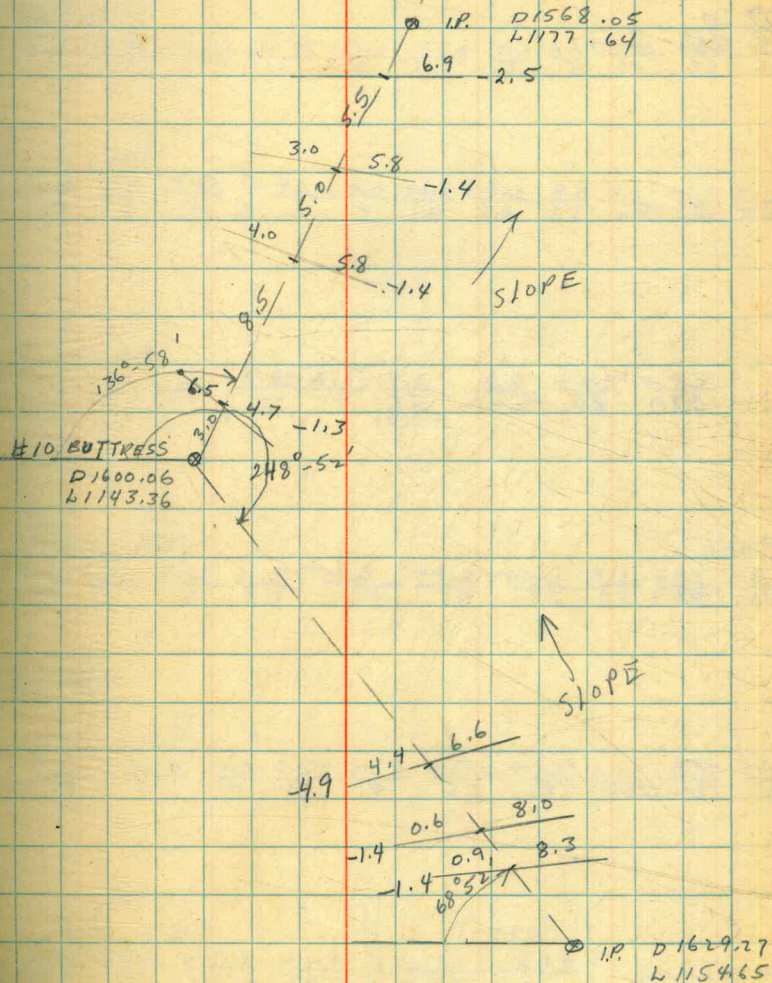 I.P. D1568.05
L1177.64
6.9 -2.5
5.5
3.0 5.8 -1.4
5.0
4.0 5.8 -1.4
SLOPE
8.5
136°-58'
6.5
4.7 -1.3
3.0
248°-52'
#10 BUTTRESS
D1600.06
L1143.36
SLOPE
4.4 6.6
-4.9
0.6 8.0
-1.4
0.9 8.3
-1.4
68°52'
I.P. D1629.27
L1154.65